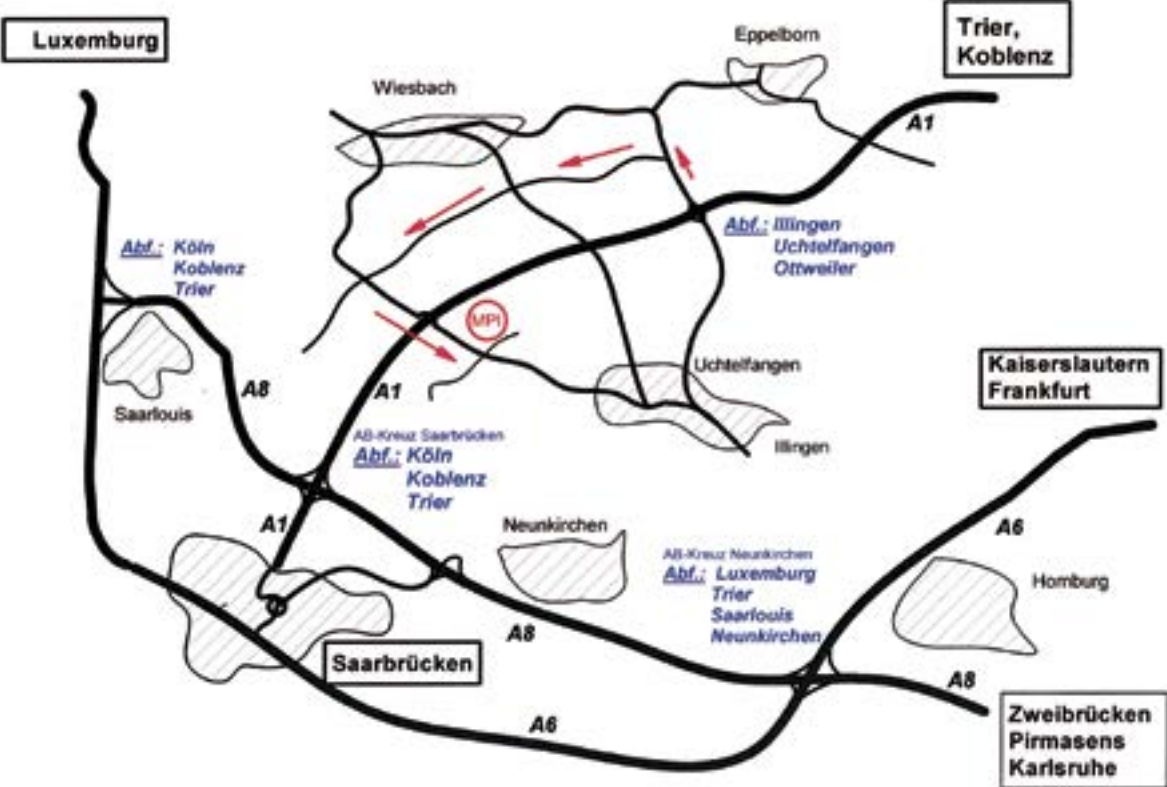 Luxemburg
Eppelborn
Trier,
Koblenz
Wiesbach
A1
Abf.: Illingen
Uchtelfangen
Ottweiler
Abf.: Köln
Koblenz
Trier
MPI
Uchtelfangen
Kaiserslautern
Frankfurt
A8
A1
Saarlouis
AB-Kreuz Saarbrücken
Abf.: Köln
Koblenz
Trier
Illingen
A1
Neunkirchen
A6
AB-Kreuz Neunkirchen
Abf.: Luxemburg
Trier
Saarlouis
Neunkirchen
Homburg
A8
Saarbrücken
A8
A6
Zweibrücken
Pirmasens
Karlsruhe